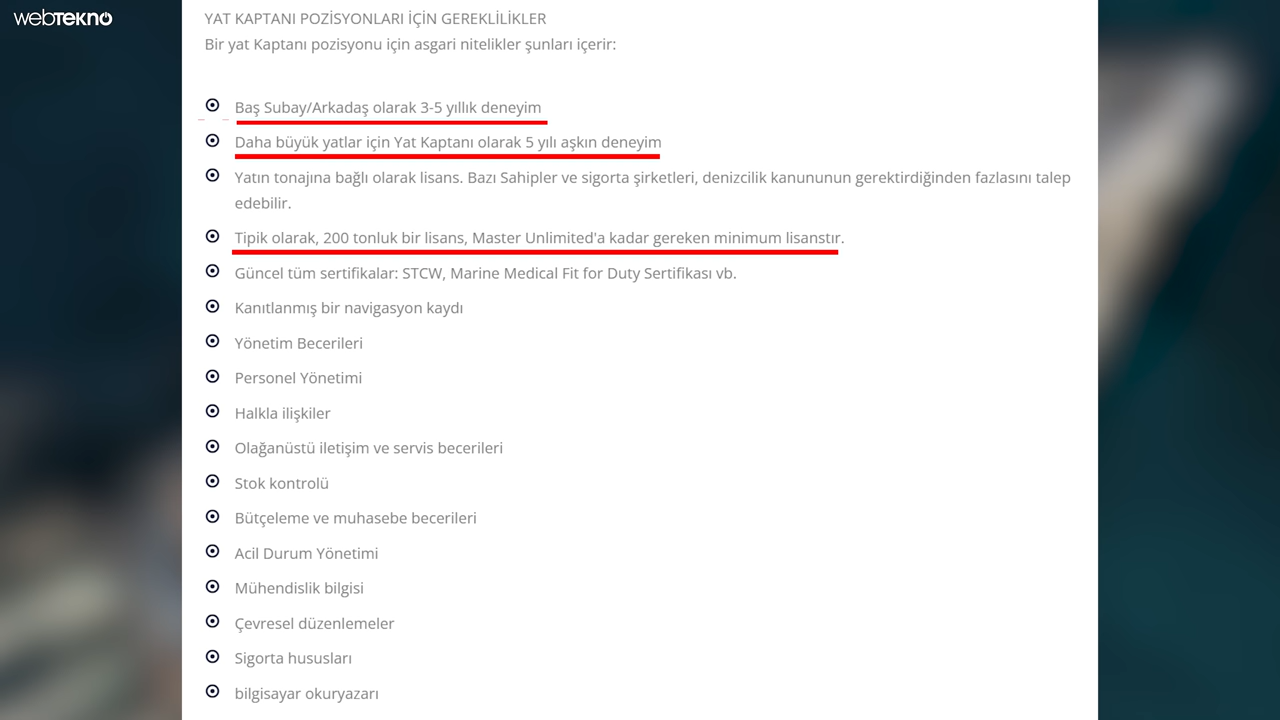 webtekno
YAT KAPTANI POZİSYONLARI İÇİN GEREKLİLİKLER
Bir yat Kaptanı pozisyonu için asgari nitelikler şunları içerir:
Baş Subay/Arkadaş olarak 3-5 yıllık deneyim
Daha büyük yatlar için Yat Kaptanı olarak 5 yılı aşkın deneyim
Yatın tonajına bağlı olarak lisans. Bazı Sahipler ve sigorta şirketleri, denizcilik kanununun gerektirdiğinden fazlasını talep
edebilir.
Tipik olarak, 200 tonluk bir lisans, Master Unlimited'a kadar gereken minimum lisanstır.
Güncel tüm sertifikalar: STCW, Marine Medical Fit for Duty Sertifikası vb.
Kanıtlanmış bir navigasyon kaydı
Yönetim Becerileri
Personel Yönetimi
Halkla ilişkiler
Olağanüstü iletişim ve servis becerileri
Stok kontrolü
Bütçeleme ve muhasebe becerileri
Acil Durum Yönetimi
Mühendislik bilgisi
Çevresel düzenlemeler
Sigorta hususları
bilgisayar okuryazarı